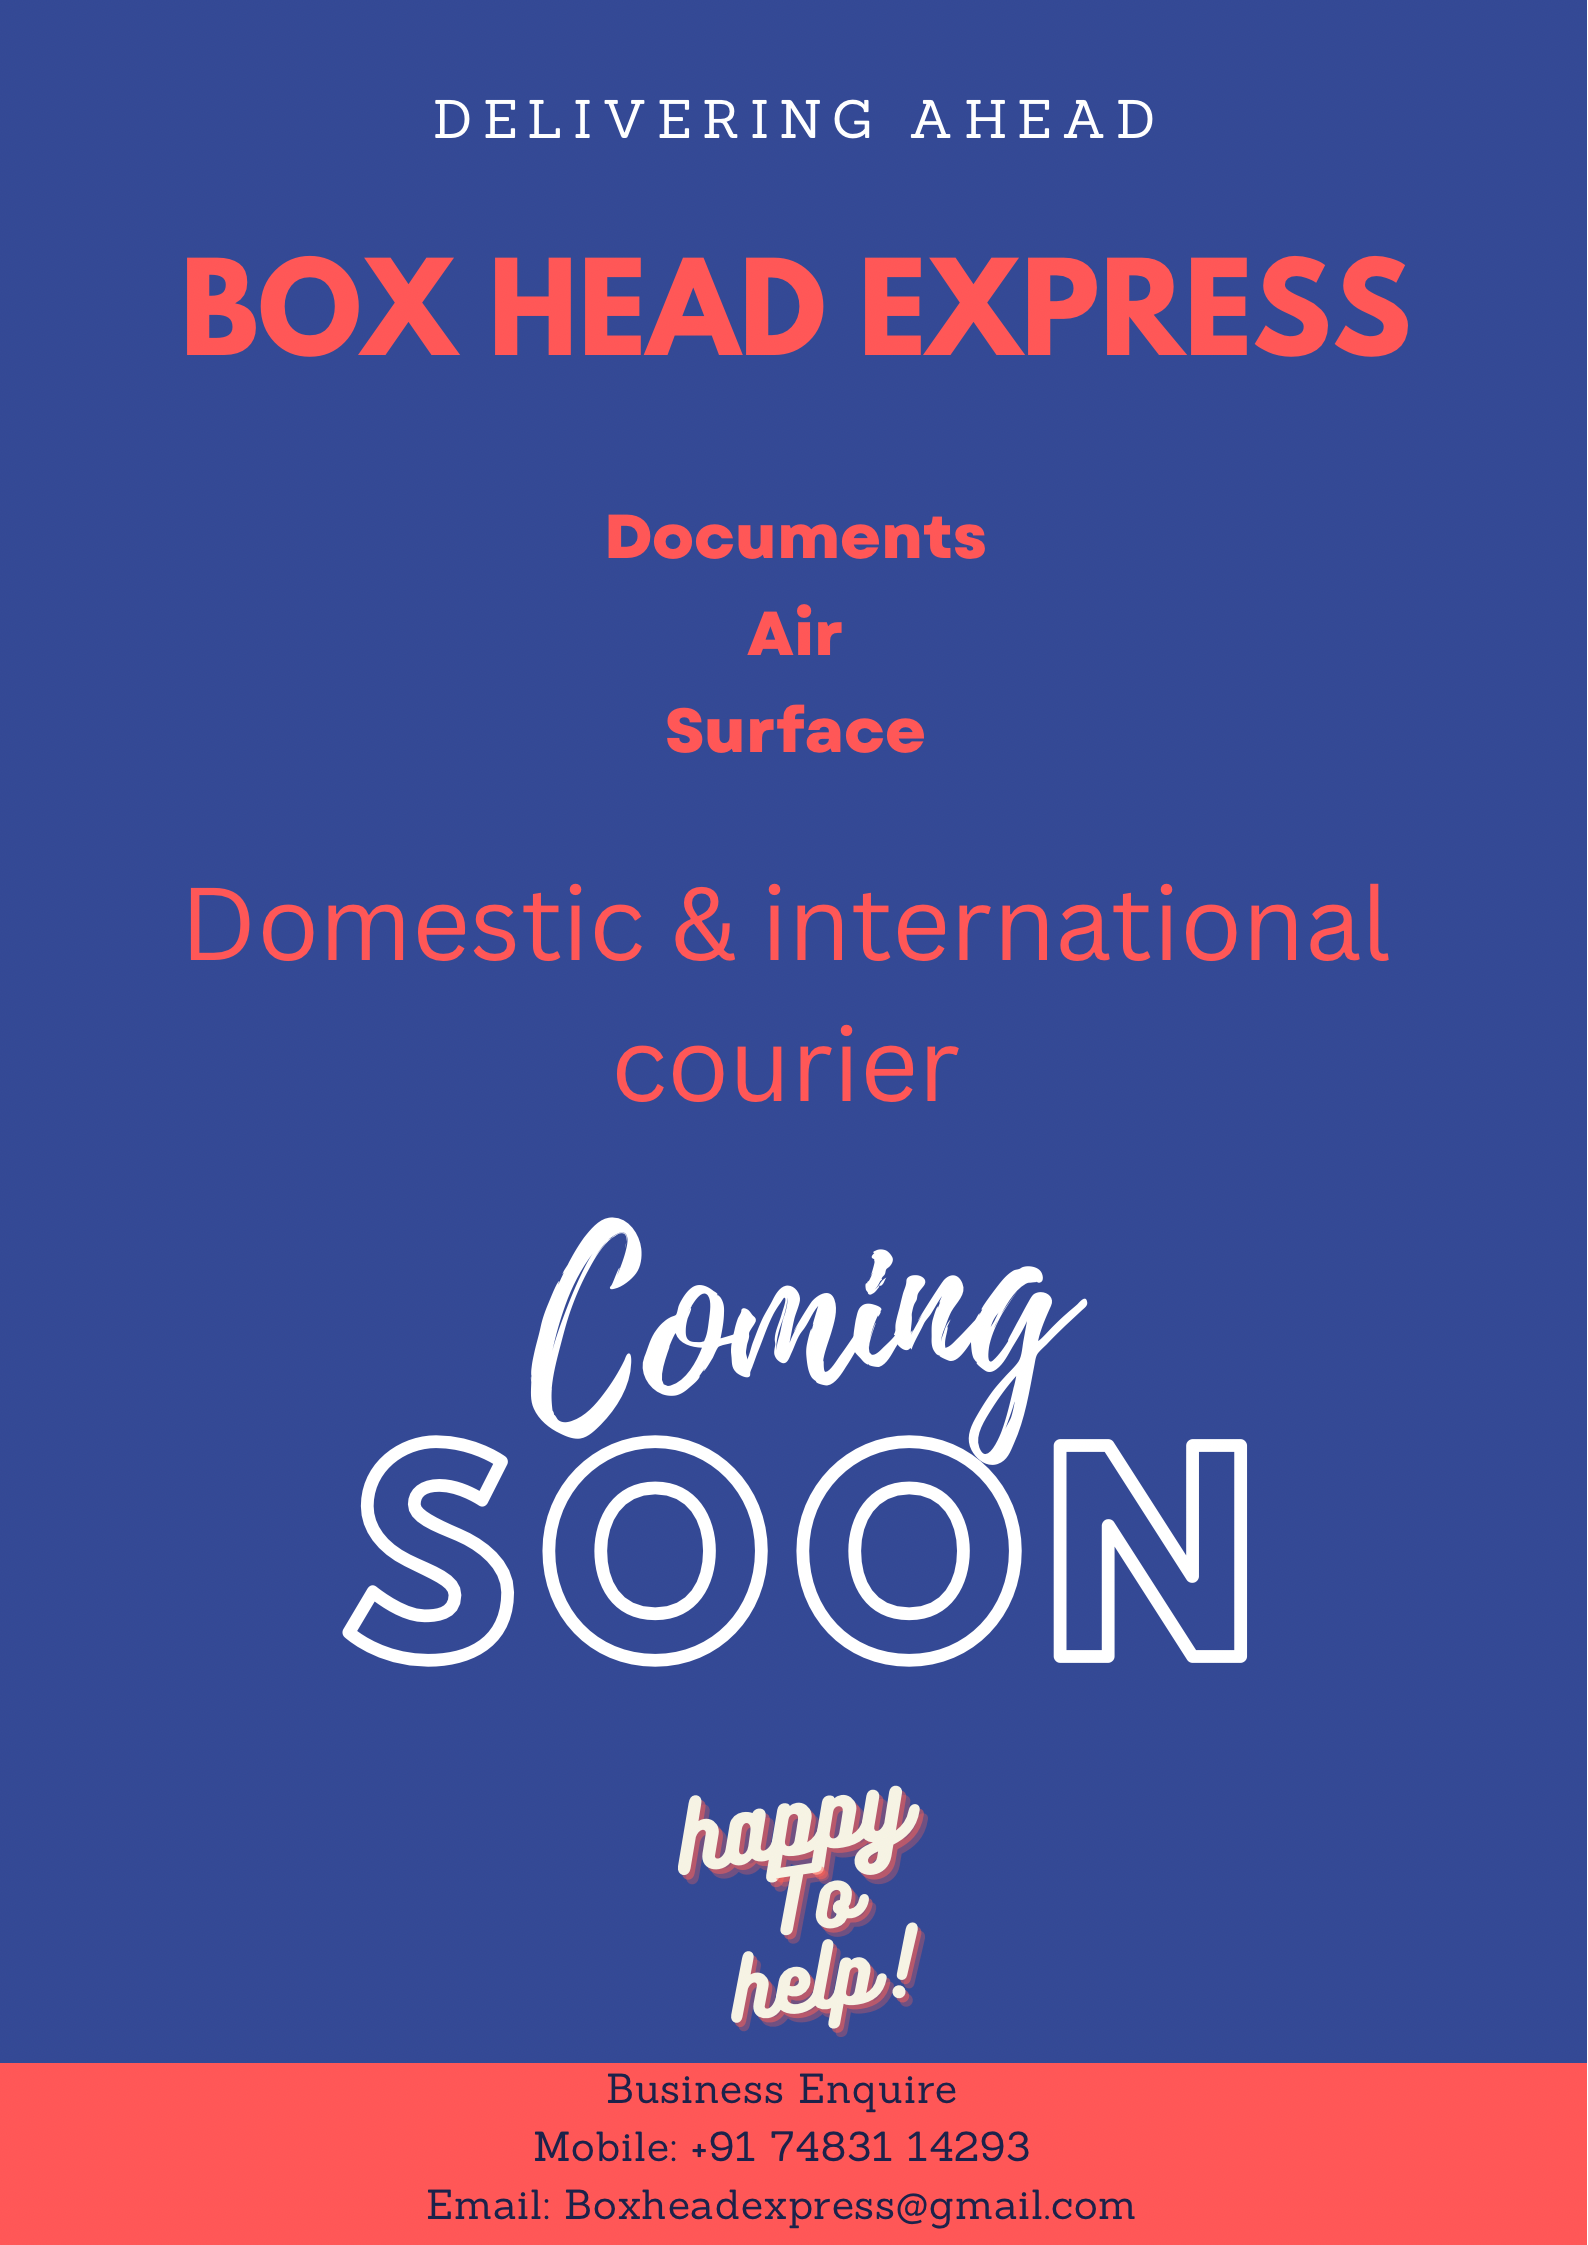 DELIVERING AHEAD
BOX HEAD EXPRESS
Documents
Air
Surface
Domestic & international
courier
Coming
SOON
happy
To
help!
Business Enquire
Mobile: +91 74831 14293
Email: Boxheadexpress@gmail.com